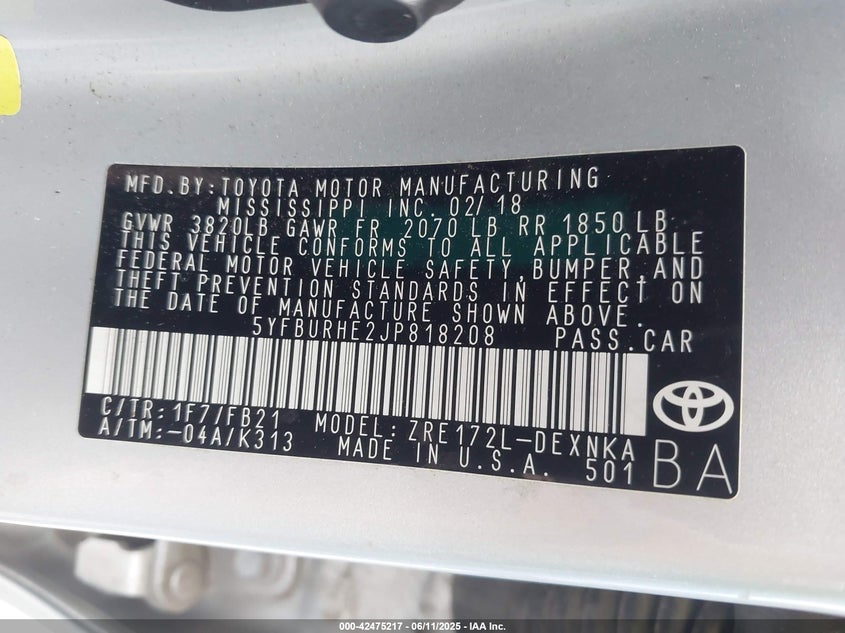 MFD.BY:TOYOTA MOTOR MANUFACTURING
MISSISSIPPI INC. 02/18
GVWR 3820LB GAWR FR 2070 LB RR 1850 LB
THIS VEHICLE CONFORMS TO ALL APPLICABLE
FEDERAL MOTOR VEHICLE SAFETY,BUMPER,AND
THEFT PREVENTION STANDARDS IN EFFECT ON
THE DATE OF MANUFACTURE SHOWN ABOVE.
5YFBURHE2JP818208 PASS.CAR
C/TR:1F7/FB21 MODEL:ZRE172L-DEXNKA
A/TM:-04A/K313 MADE IN U.S.A. 501 BA
000-42475217 - 06/11/2025 - IAA Inc.